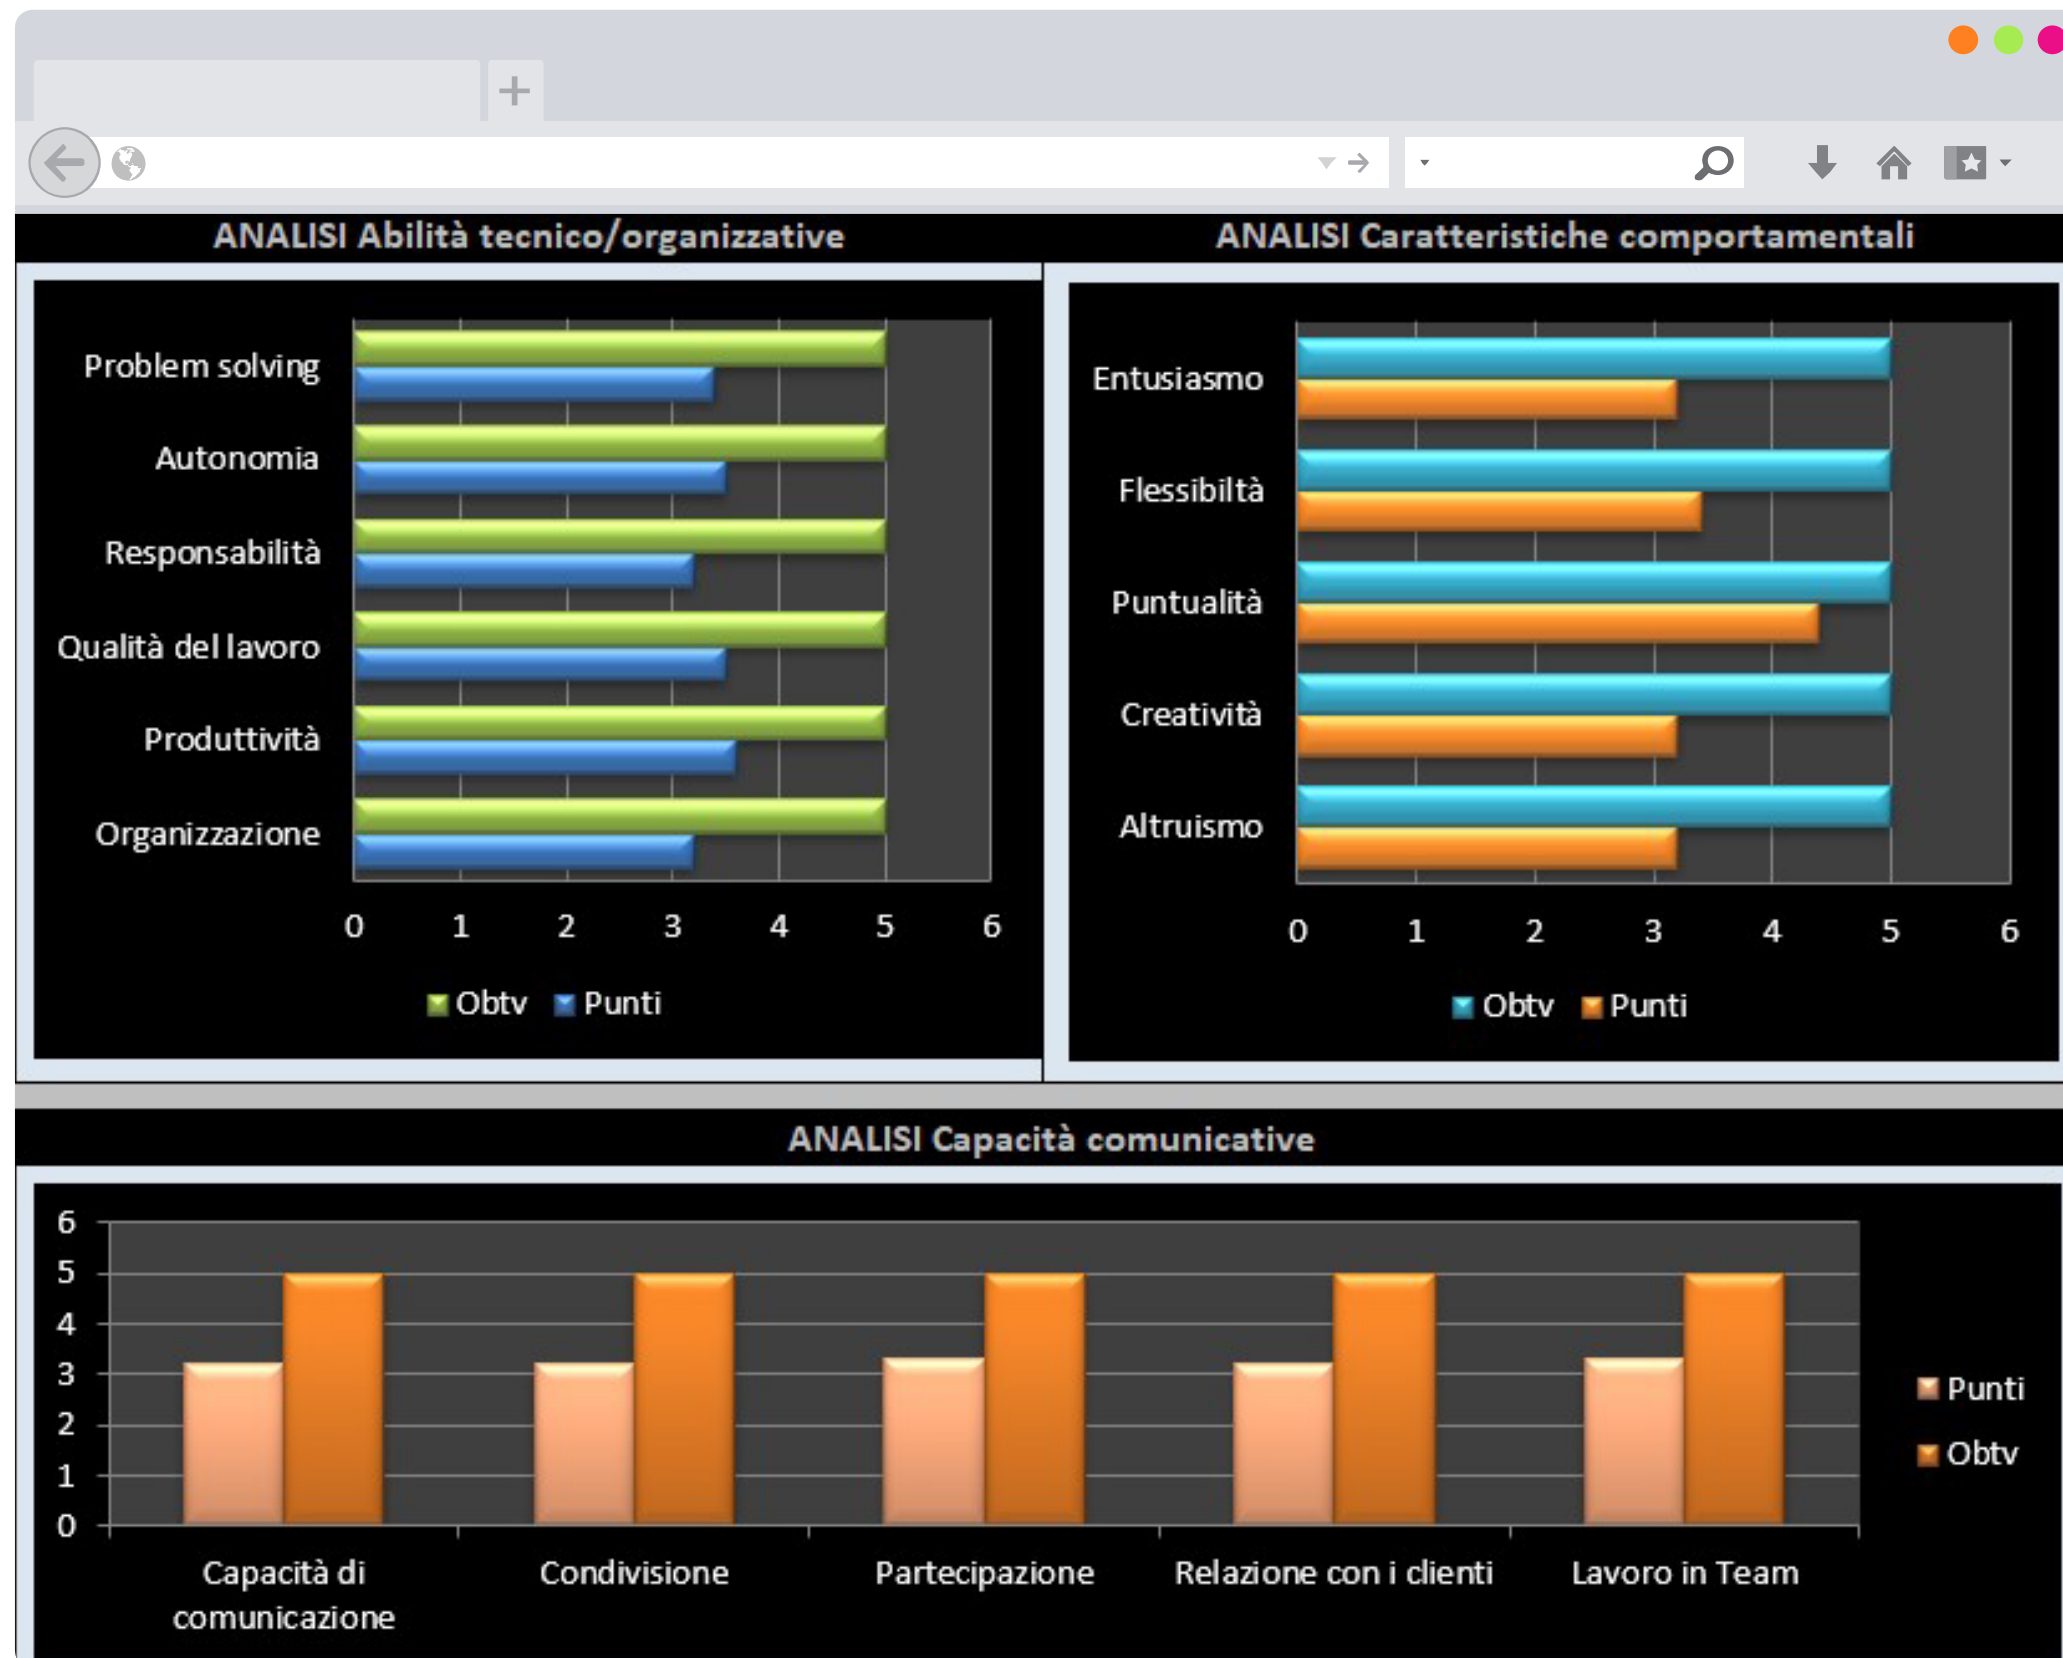 ANALISI Abilità tecnico/organizzative
Problem solving
Autonomia
Responsabilità
Qualità del lavoro
Produttività
Organizzazione
0 1 2 3 4 5 6
Obtv Punti
ANALISI Caratteristiche comportamentali
Entusiasmo
Flessibiltà
Puntualità
Creatività
Altruismo
0 1 2 3 4 5 6
Obtv Punti
ANALISI Capacità comunicative
6
5
4
3
2
1
0
Capacità di
comunicazione
Condivisione
Partecipazione
Relazione con i clienti
Lavoro in Team
Punti
Obtv